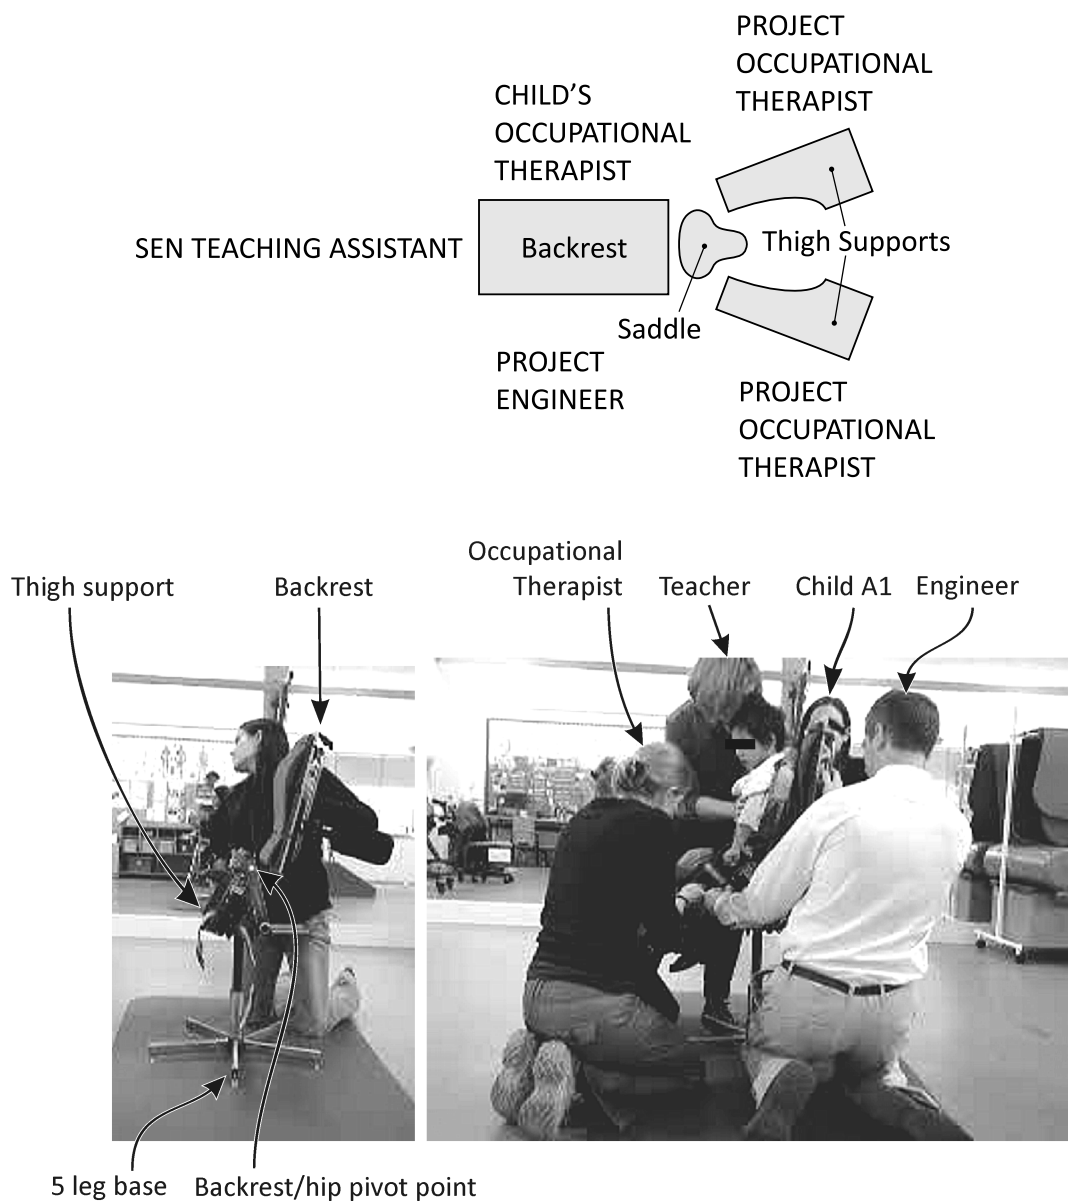 PROJECT
OCCUPATIONAL
THERAPIST
CHILD’S
OCCUPATIONAL
THERAPIST
SEN TEACHING ASSISTANT
Backrest
Thigh Supports
Saddle
PROJECT
ENGINEER
PROJECT
OCCUPATIONAL
THERAPIST
Occupational
Therapist
Thigh support
Backrest
Teacher
Child A1
Engineer
5 leg base
Backrest/hip pivot point